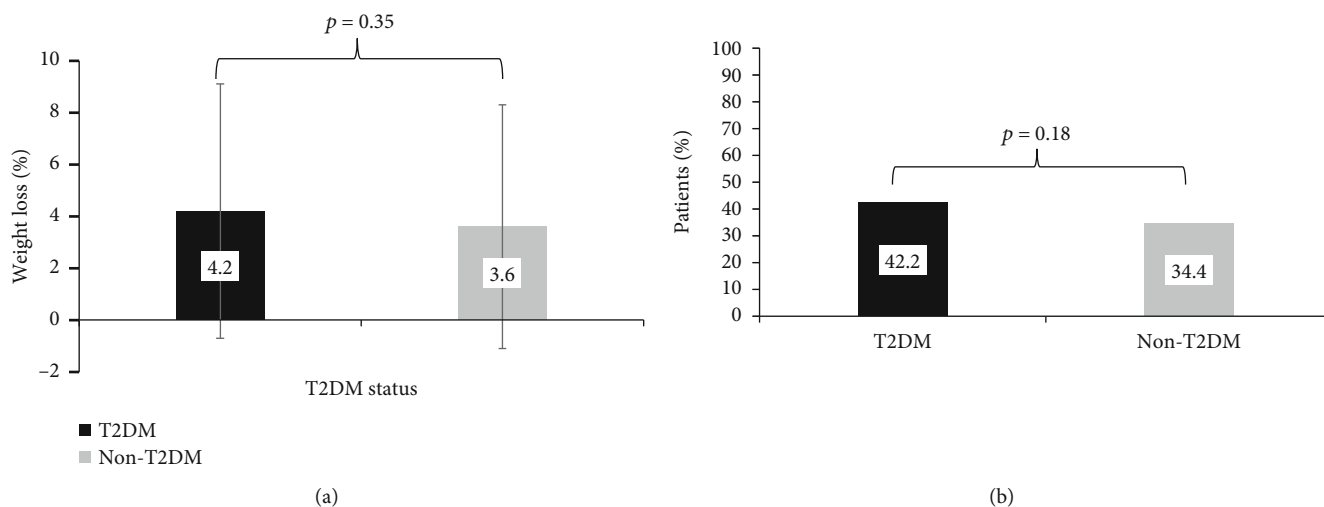 p = 0.35
10
8
6
4
2
0
−2
Weight loss (%)
4.2
3.6
T2DM status
T2DM
Non-T2DM
(a)
100
90
80
70
60
50
40
30
20
10
0
Patients (%)
p = 0.18
42.2
34.4
T2DM
Non-T2DM
(b)